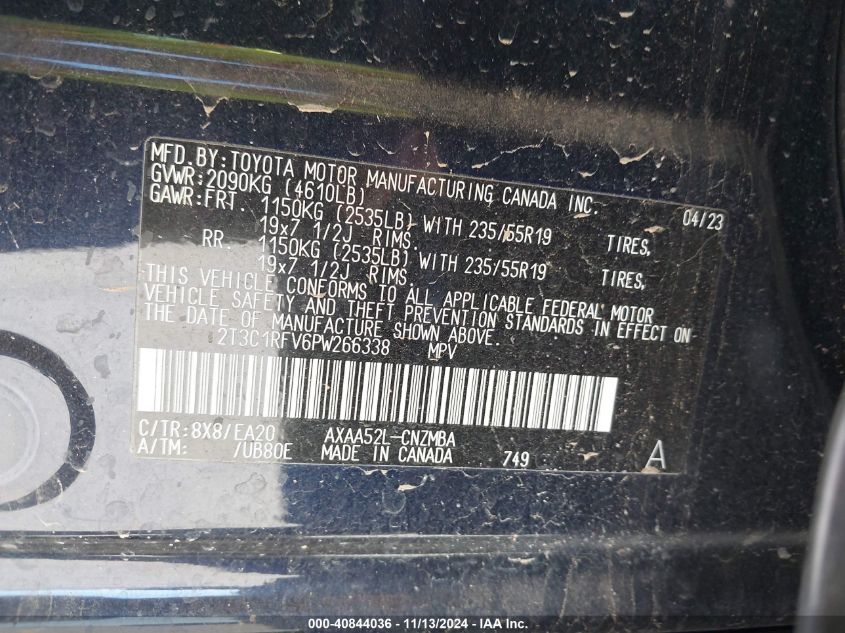 MFD.BY:TOYOTA MOTOR MANUFACTURING CANADA INC.
GVWR:2090KG (4610LB) 04/23
GAWR:FRT. 1150KG (2535LB) WITH 235/55R19 TIRES,
19x7 1/2J RIMS.
RR. 1150KG (2535LB) WITH 235/55R19 TIRES,
19x7 1/2J RIMS.
THIS VEHICLE CONFORMS TO ALL APPLICABLE FEDERAL MOTOR
VEHICLE SAFETY AND THEFT PREVENTION STANDARDS IN EFFECT ON
THE DATE OF MANUFACTURE SHOWN ABOVE.
2T3C1RFV6PW266338 MPV
C/TR:8X8/EA20 AXAA52L-CNZMBA
A/TM: /UB80E MADE IN CANADA 749 A
000-40844036 - 11/13/2024 - IAA Inc.